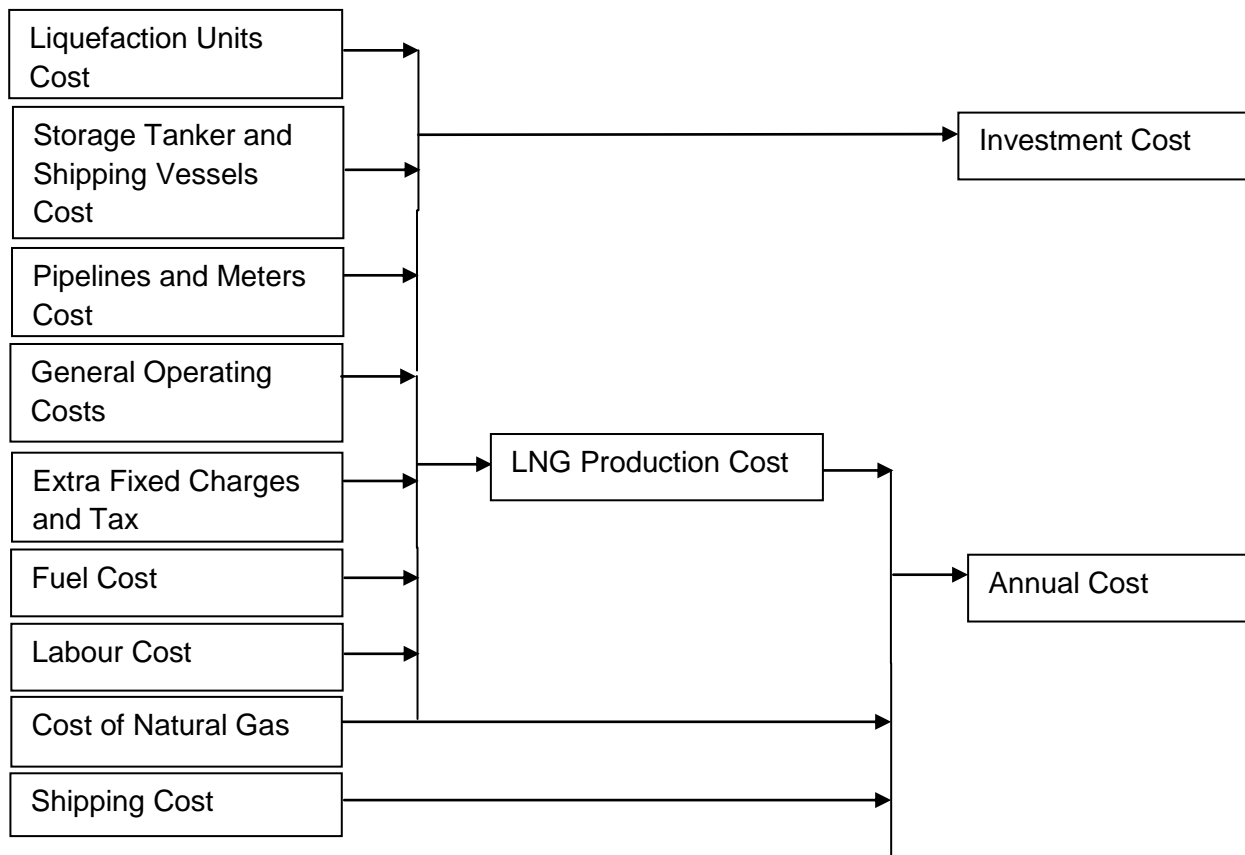 Liquefaction Units
Cost
Storage Tanker and
Shipping Vessels
Cost
Investment Cost
Pipelines and Meters
Cost
General Operating
Costs
LNG Production Cost
Extra Fixed Charges
and Tax
Fuel Cost
Annual Cost
Labour Cost
Cost of Natural Gas
Shipping Cost